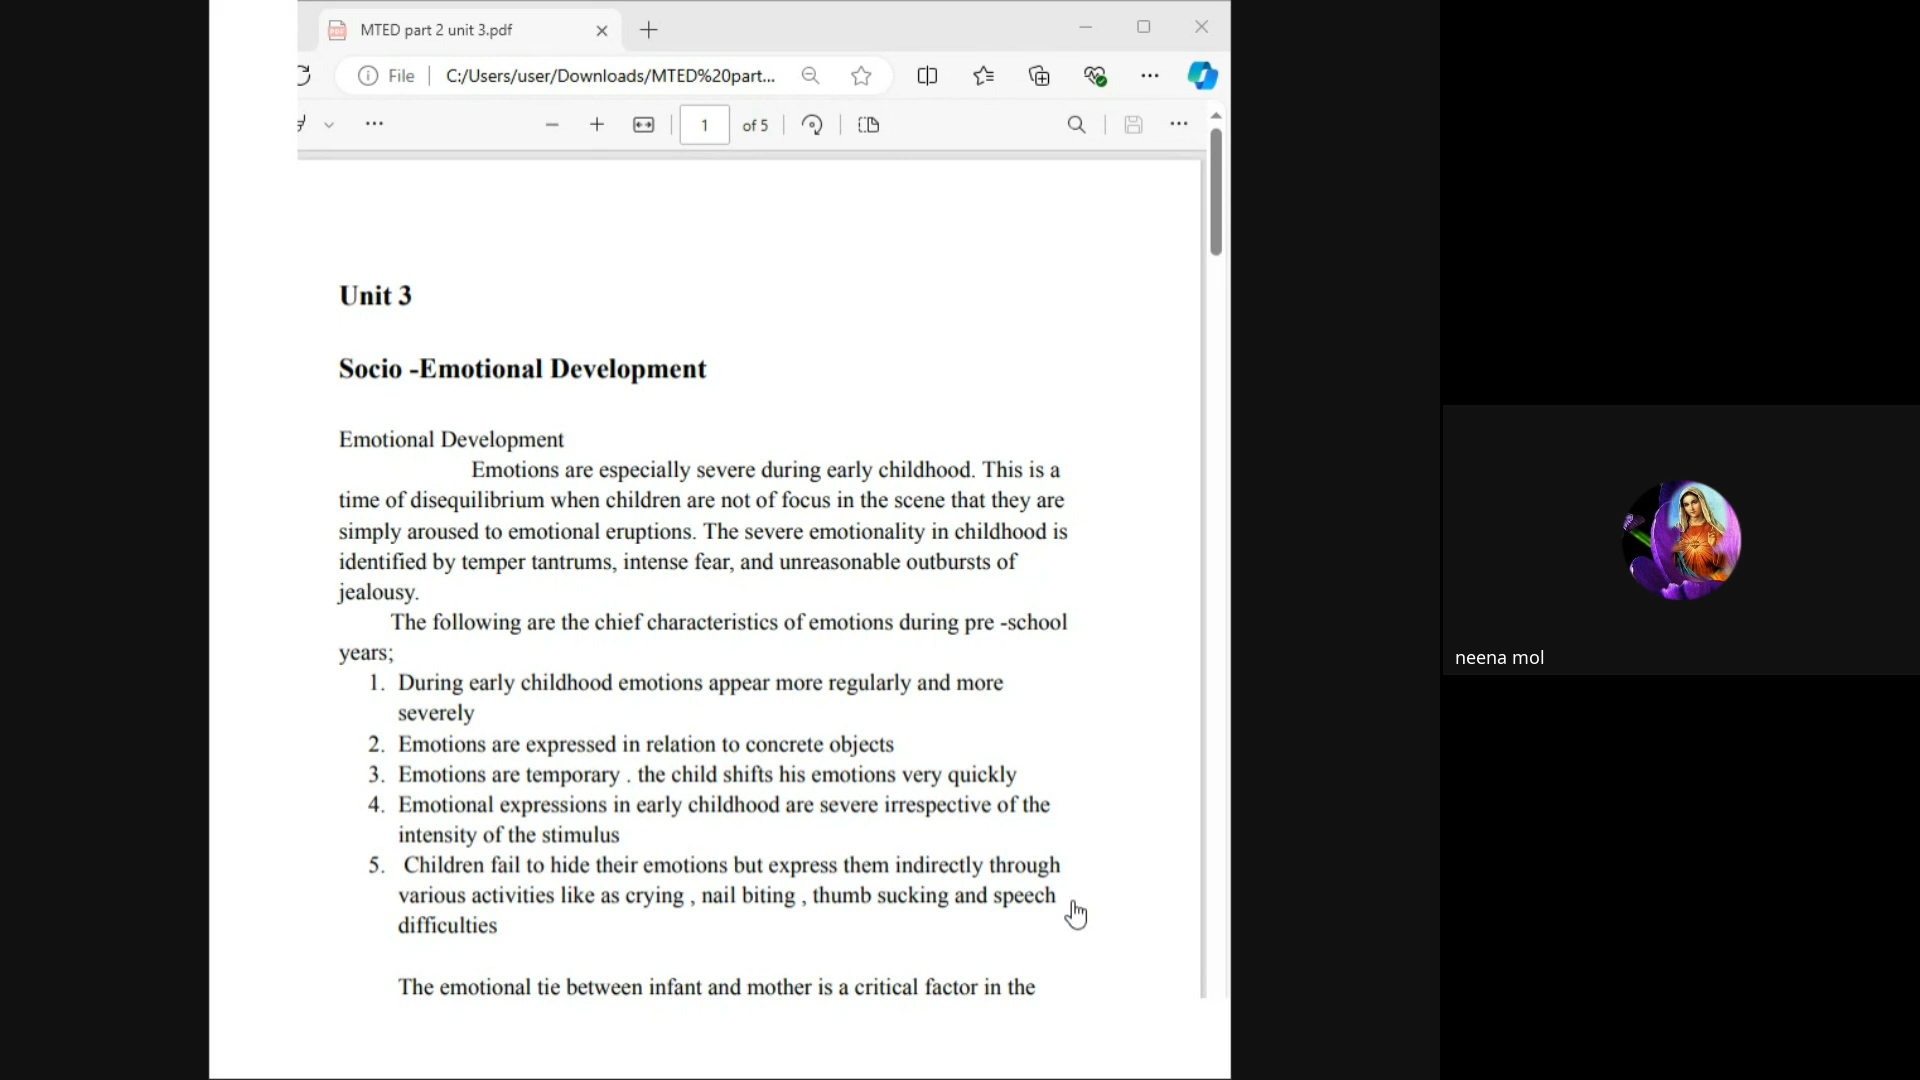 MTED part 2 unit 3.pdf
File
C:/Users/user/Downloads/MTED%20part...
1 of 5
Unit 3
Socio -Emotional Development
Emotional Development
Emotions are especially severe during early childhood. This is a
time of disequilibrium when children are not of focus in the scene that they are
simply aroused to emotional eruptions. The severe emotionality in childhood is
identified by temper tantrums, intense fear, and unreasonable outbursts of
jealousy.
The following are the chief characteristics of emotions during pre -school
years;
1. During early childhood emotions appear more regularly and more
severely
2. Emotions are expressed in relation to concrete objects
3. Emotions are temporary . the child shifts his emotions very quickly
4. Emotional expressions in early childhood are severe irrespective of the
intensity of the stimulus
5. Children fail to hide their emotions but express them indirectly through
various activities like as crying , nail biting , thumb sucking and speech
difficulties
The emotional tie between infant and mother is a critical factor in the
neena mol